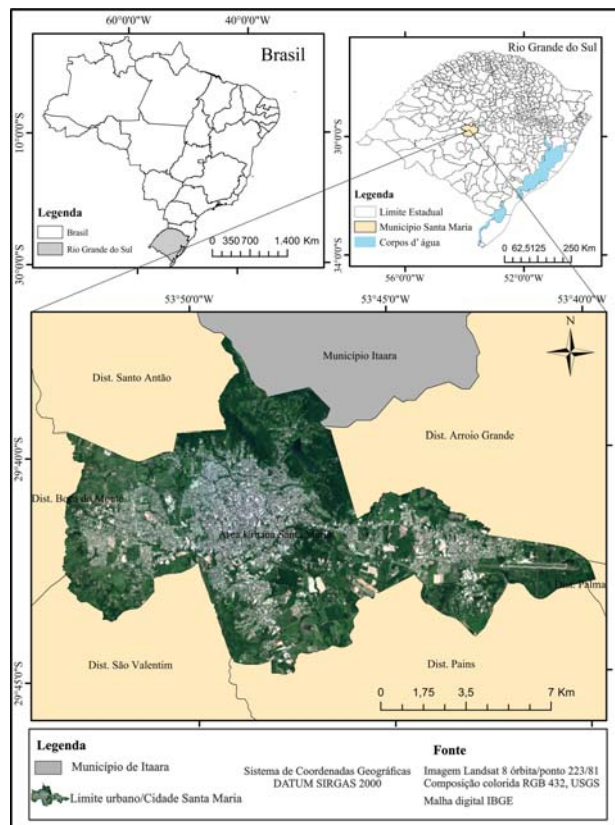 60°0'0"W 40°0'0"W
Brasil
10°0'0"S
30°0'0"S
Legenda
Brasil
Rio Grande do Sul
0 350700 1.400 Km
Rio Grande do Sul
30°0'0"S
34°0'0"S
Legenda
Limite Estadual
Município Santa Maria
Corpos d' água
0 62,5125 250 Km
56°0'0"W 52°0'0"W
53°50'0"W 53°45'0"W 53°40'0"W
N
Município Itaara
Dist. Santo Antão
Dist. Arroio Grande
29°40'0"S
Dist. Boca do Monte
Área Urbana Santa Maria
Dist. Palma
Dist. São Valentim
Dist. Pains
29°45'0"S
0 1,75 3,5 7 Km
Legenda
Município de Itaara
Limite urbano/Cidade Santa Maria
Sistema de Coordenadas Geográficas
DATUM SIRGAS 2000
Fonte
Imagem Landsat 8 órbita/ponto 223/81
Composição colorida RGB 432, USGS
Malha digital IBGE